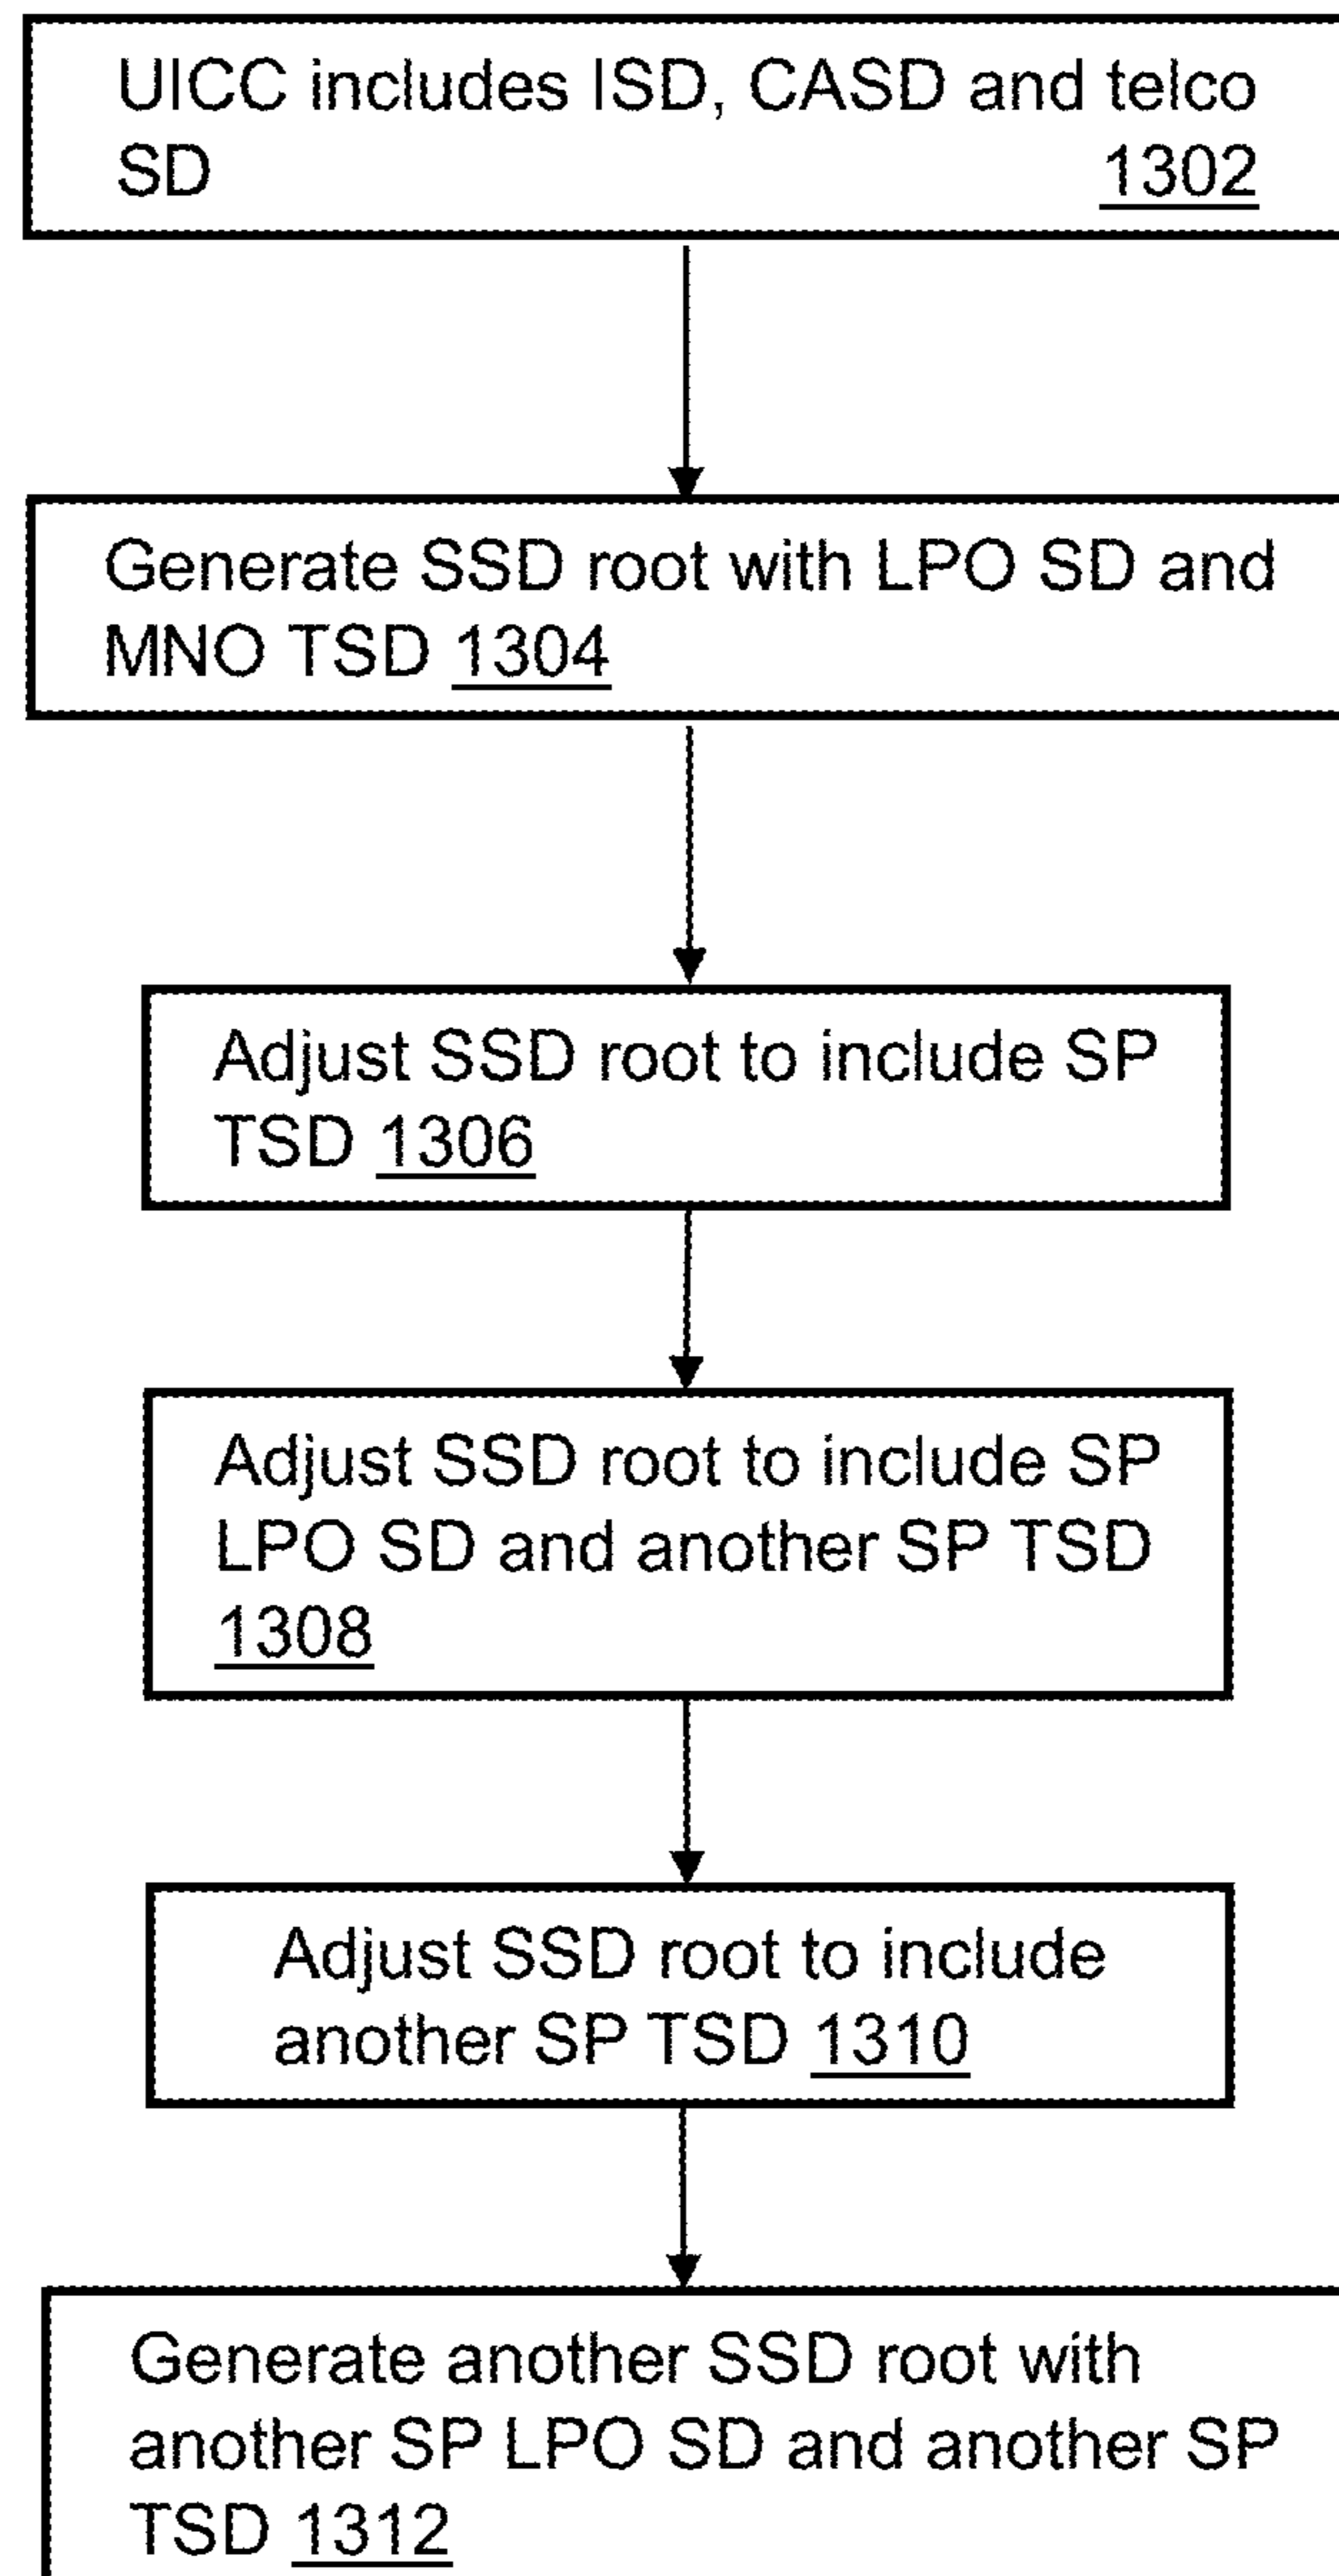 UICC includes ISD, CASD and telco
SD 1302
Generate SSD root with LPO SD and
MNO TSD 1304
Adjust SSD root to include SP
TSD 1306
Adjust SSD root to include SP
LPO SD and another SP TSD
1308
Adjust SSD root to include
another SP TSD 1310
Generate another SSD root with
another SP LPO SD and another SP
TSD 1312